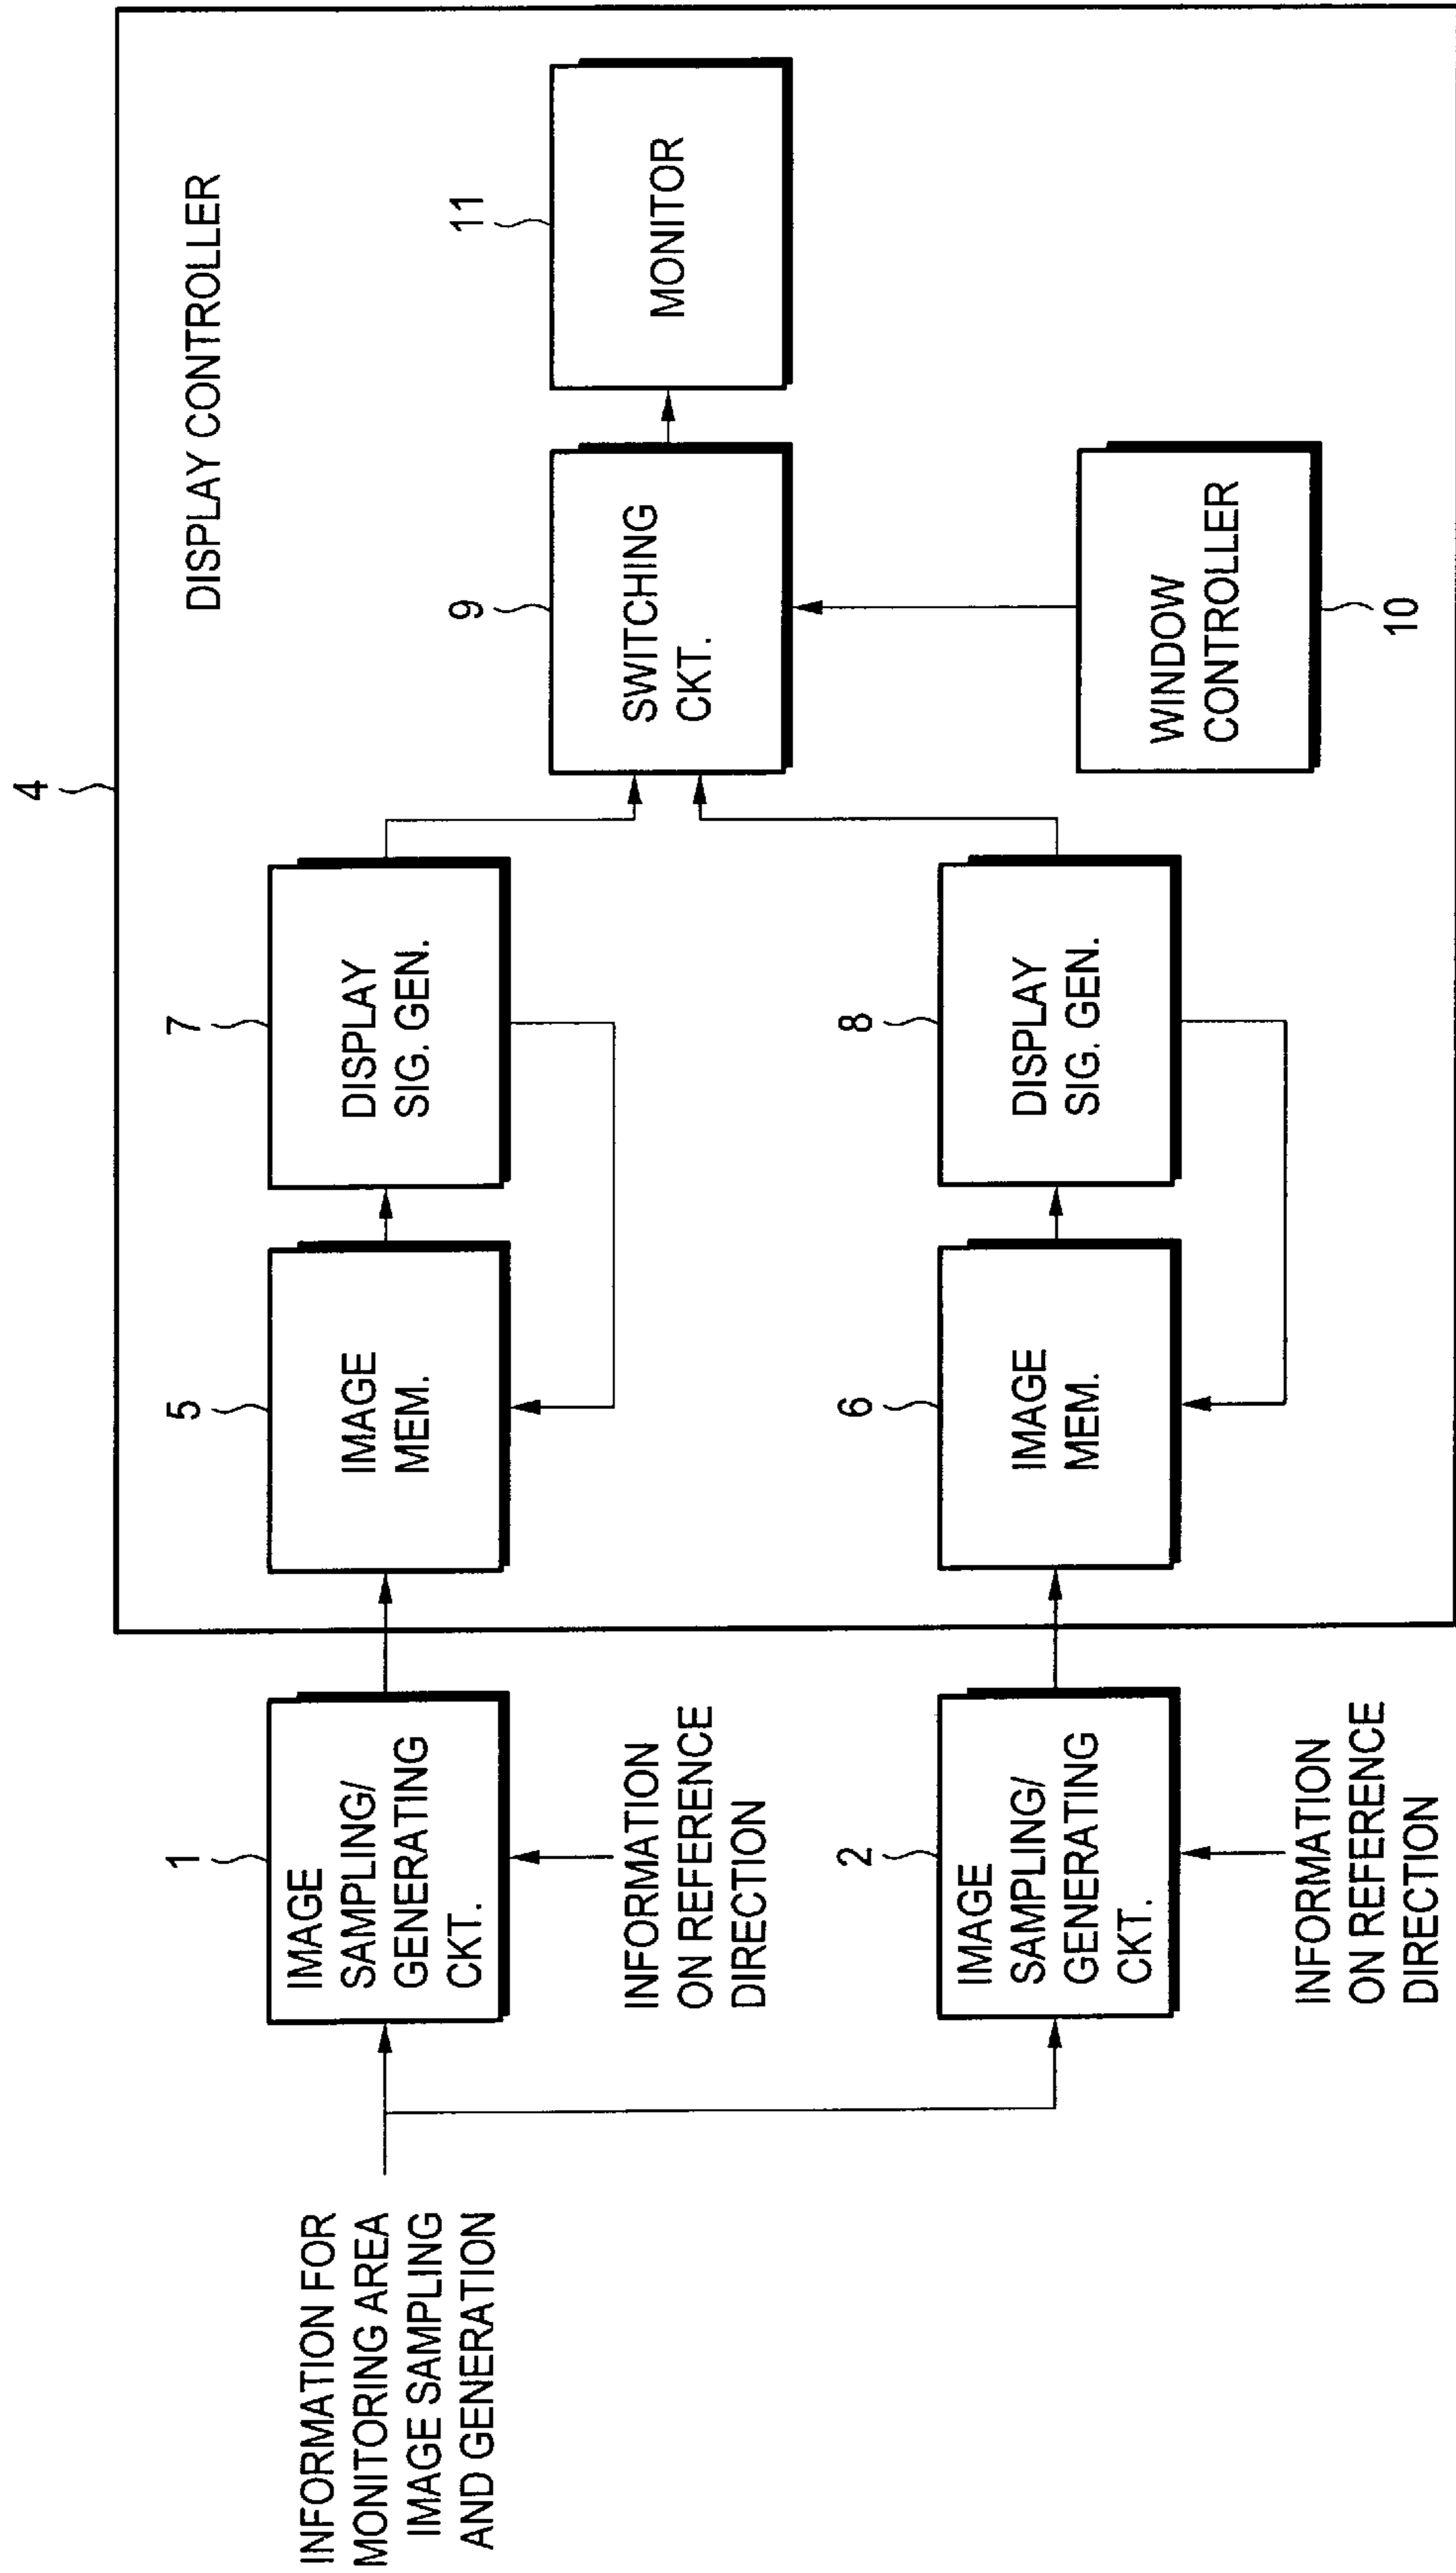 4
DISPLAY CONTROLLER
INFORMATION FOR
MONITORING AREA
IMAGE SAMPLING
AND GENERATION
1
IMAGE
SAMPLING/
GENERATING
CKT.
INFORMATION
ON REFERENCE
DIRECTION
5
IMAGE
MEM.
7
DISPLAY
SIG. GEN.
9
SWITCHING
CKT.
11
MONITOR
2
IMAGE
SAMPLING/
GENERATING
CKT.
INFORMATION
ON REFERENCE
DIRECTION
6
IMAGE
MEM.
8
DISPLAY
SIG. GEN.
WINDOW
CONTROLLER
10